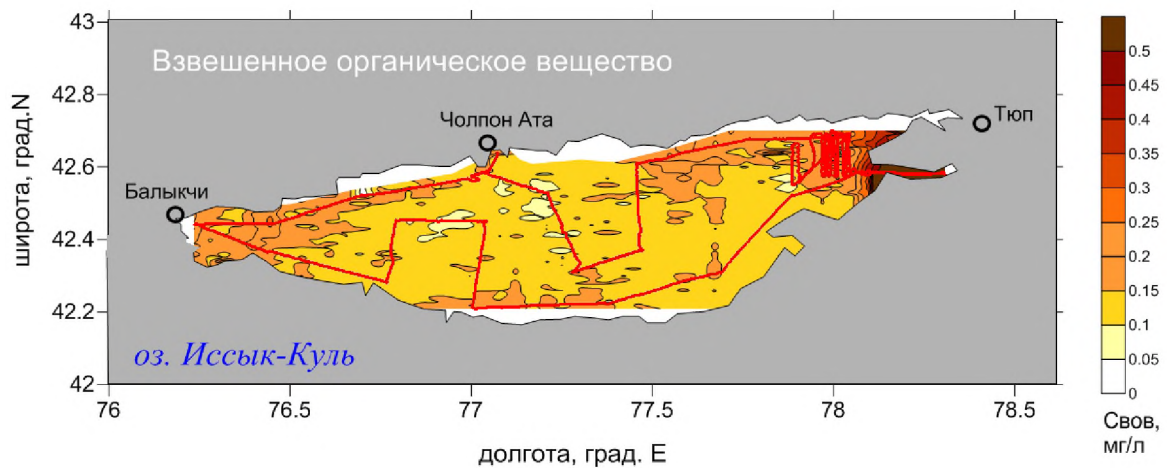 Взвешенное органическое вещество
Чолпон Ата
Тюп
Балыкчи
оз. Иссык-Куль
широта, град.N
43
42.8
42.6
42.4
42.2
42
76
76.5
77
77.5
78
78.5
долгота, град. E
0.5
0.45
0.4
0.35
0.3
0.25
0.2
0.15
0.1
0.05
0
Свов,
мг/л